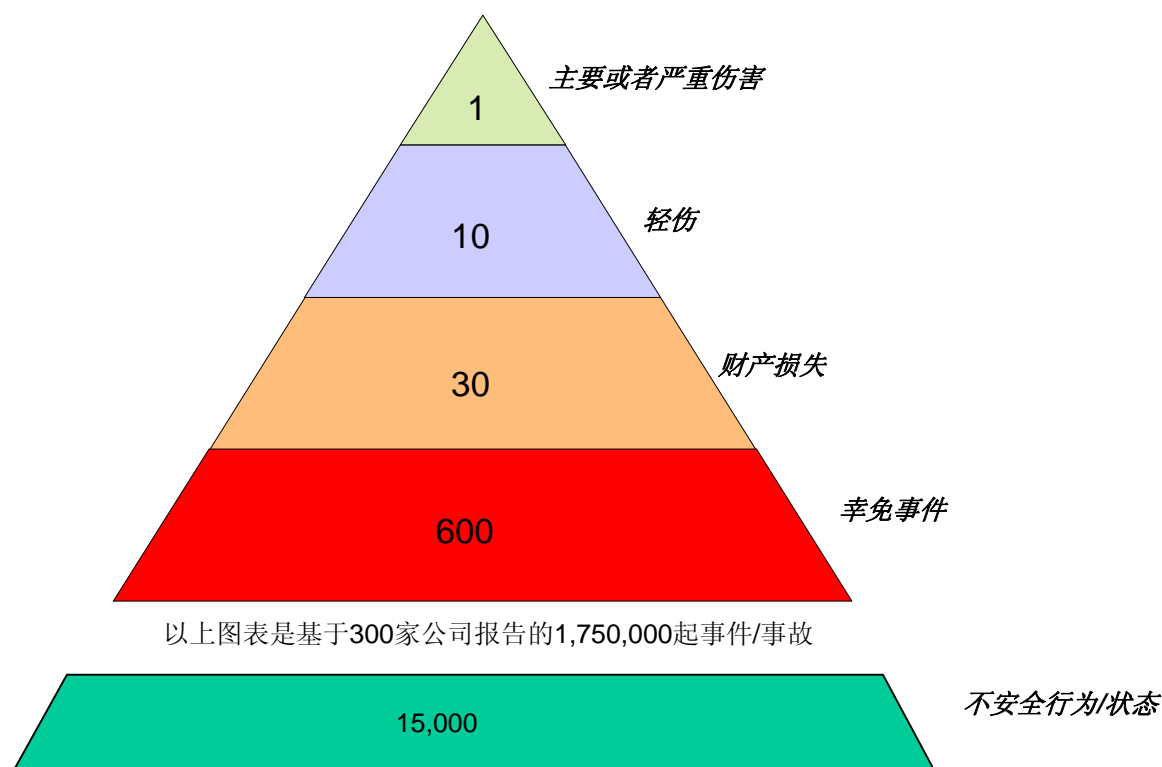 主要或者严重伤害
1
轻伤
10
财产损失
30
幸免事件
600
以上图表是基于300家公司报告的1,750,000起事件/事故
不安全行为/状态
15,000